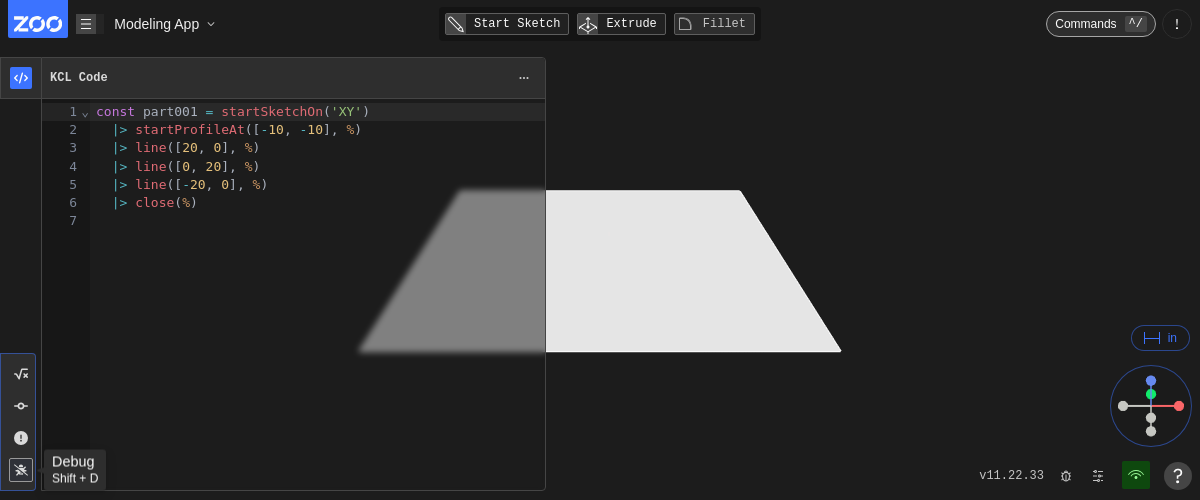 ZOO
Modeling App
Start Sketch
Extrude
Fillet
Commands ^/
!
KCL Code
...
1 const part001 = startSketchOn('XY')
2 |> startProfileAt([-10, -10], %)
3 |> line([20, 0], %)
4 |> line([0, 20], %)
5 |> line([-20, 0], %)
6 |> close(%)
7
in
Debug
Shift + D
v11.22.33
?